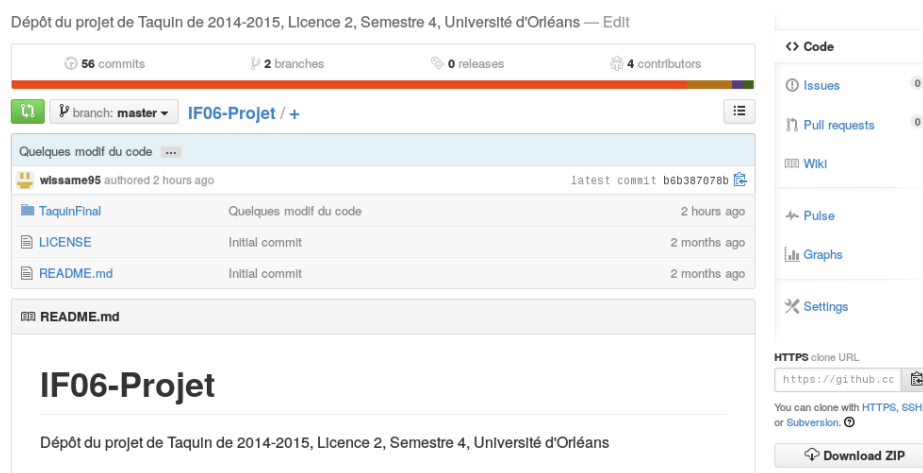 Dépôt du projet de Taquin de 2014-2015, Licence 2, Semestre 4, Université d'Orléans — Edit
56 commits 2 branches 0 releases 4 contributors
branch: master IF06-Projet / +
Quelques modif du code ...
wissame95 authored 2 hours ago latest commit b6b387078b
TaquinFinal Quelques modif du code 2 hours ago
LICENSE Initial commit 2 months ago
README.md Initial commit 2 months ago
README.md
IF06-Projet
Dépôt du projet de Taquin de 2014-2015, Licence 2, Semestre 4, Université d'Orléans
Code
Issues 0
Pull requests 0
Wiki
Pulse
Graphs
Settings
HTTPS clone URL
https://github.cc
You can clone with HTTPS, SSH
or Subversion.
Download ZIP